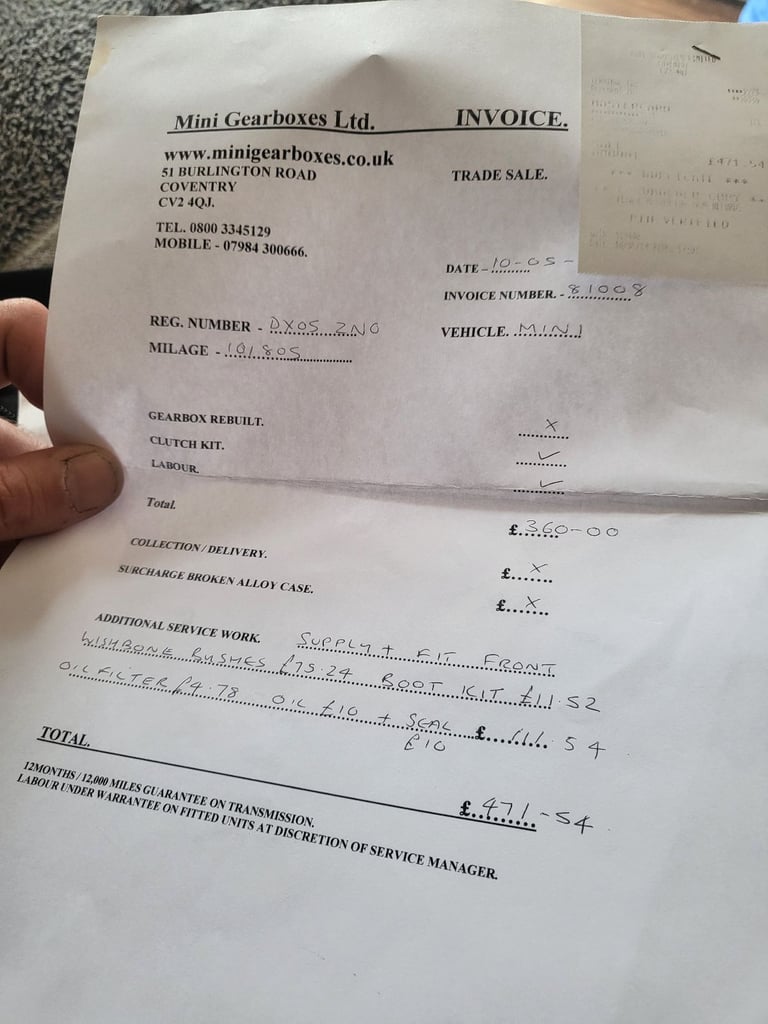 Mini Gearboxes Ltd. INVOICE.
www.minigearboxes.co.uk
51 BURLINGTON ROAD TRADE SALE.
COVENTRY
CV2 4QJ.
TEL. 0800 3345129
MOBILE - 07984 300666.
DATE - 10-05-
INVOICE NUMBER. - 81008
REG. NUMBER - DX05 ZNO VEHICLE. MINI
MILAGE - 101805
GEARBOX REBUILT. X
CLUTCH KIT. ✓
LABOUR. ✓
Total. £ 360-00
COLLECTION / DELIVERY. £ X
SURCHARGE BROKEN ALLOY CASE. £ X
ADDITIONAL SERVICE WORK. SUPPLY + FIT FRONT
WISHBONE BUSHES £75.24 BOOT KIT £11.52
OIL FILTER £4.78 OIL £10 + SEAL £ 111.54
£10
TOTAL. £ 471-54
12MONTHS / 12,000 MILES GUARANTEE ON TRANSMISSION.
LABOUR UNDER WARRANTEE ON FITTED UNITS AT DISCRETION OF SERVICE MANAGER.
£471.54
PIN VERIFIED